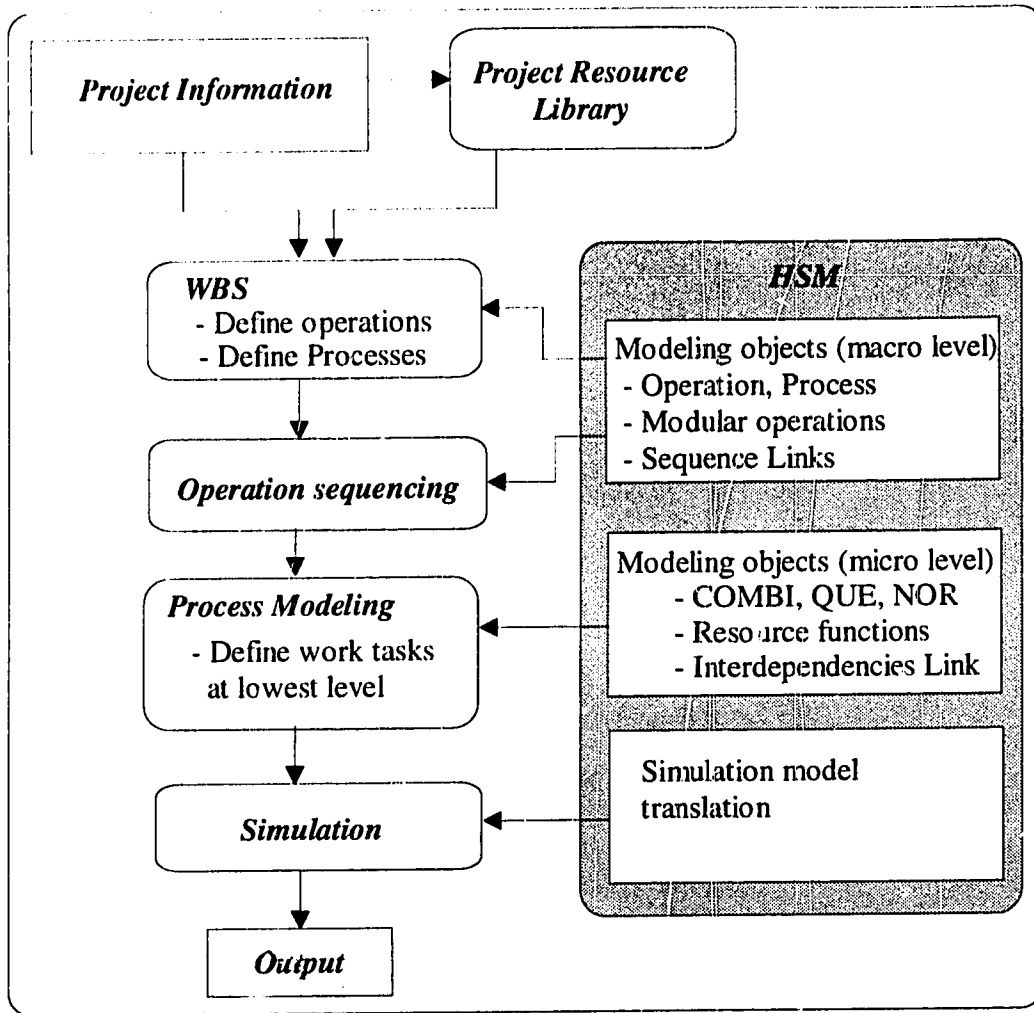 Project Information
Project Resource
Library
WBS
- Define operations
- Define Processes
Operation sequencing
Process Modeling
- Define work tasks
at lowest level
Simulation
Output
HSM
Modeling objects (macro level)
- Operation, Process
- Modular operations
- Sequence Links
Modeling objects (micro level)
- COMBI, QUE, NOR
- Resource functions
- Interdependencies Link
Simulation model
translation